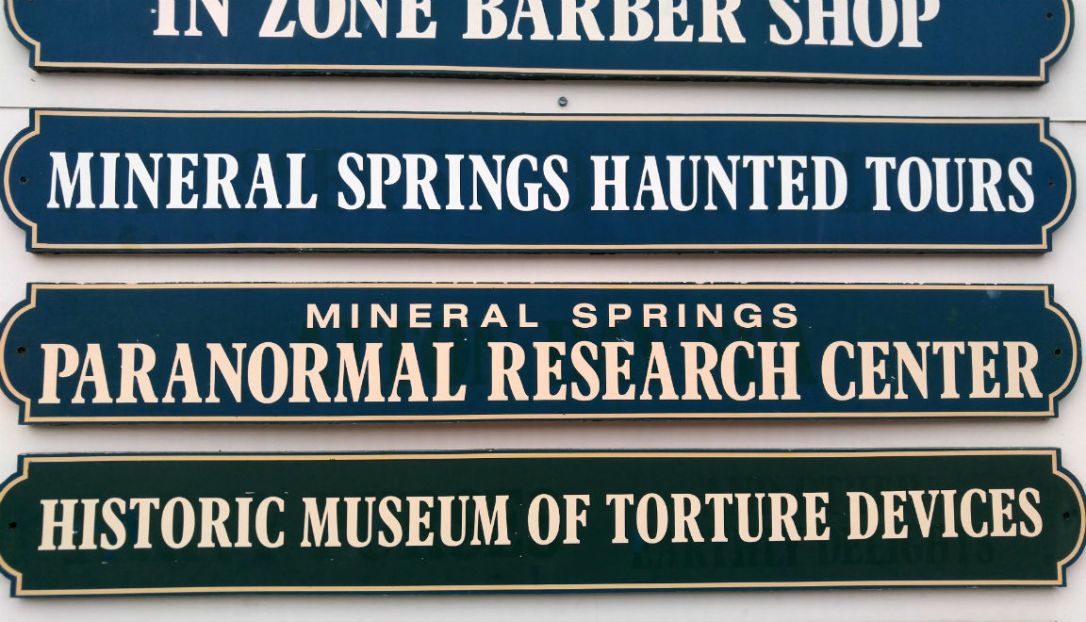 IN ZONE BARBER SHOP
MINERAL SPRINGS HAUNTED TOURS
MINERAL SPRINGS
PARANORMAL RESEARCH CENTER
HISTORIC MUSEUM OF TORTURE DEVICES